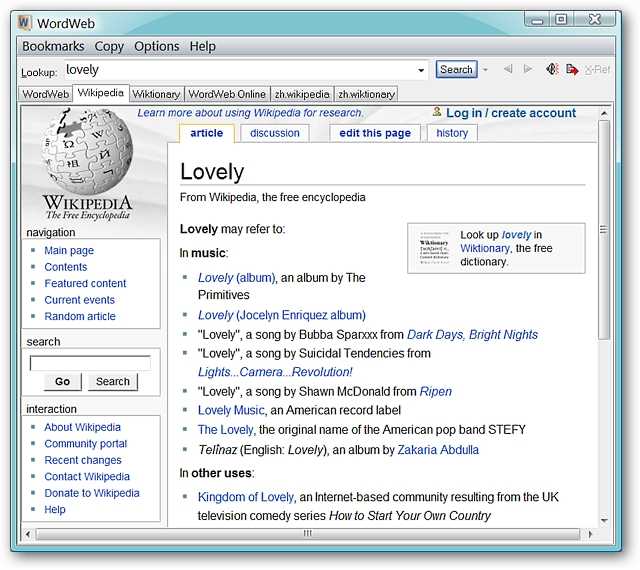 WordWeb
Bookmarks Copy Options Help
Lookup: lovely Search X-Ref
WordWeb Wikipedia Wiktionary WordWeb Online zh.wikipedia zh.wiktionary
Learn more about using Wikipedia for research.
Log in / create account
article discussion edit this page history
WIKIPEDIA
The Free Encyclopedia
navigation
Main page
Contents
Featured content
Current events
Random article
search
Go Search
interaction
About Wikipedia
Community portal
Recent changes
Contact Wikipedia
Donate to Wikipedia
Help
Lovely
From Wikipedia, the free encyclopedia
Lovely may refer to:
Look up lovely in
Wiktionary, the free
dictionary.
Wiktionary
In music:
Lovely (album), an album by The
Primitives
Lovely (Jocelyn Enriquez album)
"Lovely", a song by Bubba Sparxxx from Dark Days, Bright Nights
"Lovely", a song by Suicidal Tendencies from
Lights...Camera...Revolution!
"Lovely", a song by Shawn McDonald from Ripen
Lovely Music, an American record label
The Lovely, the original name of the American pop band STEFY
Telînaz (English: Lovely), an album by Zakaria Abdulla
In other uses:
Kingdom of Lovely, an Internet-based community resulting from the UK
television comedy series How to Start Your Own Country